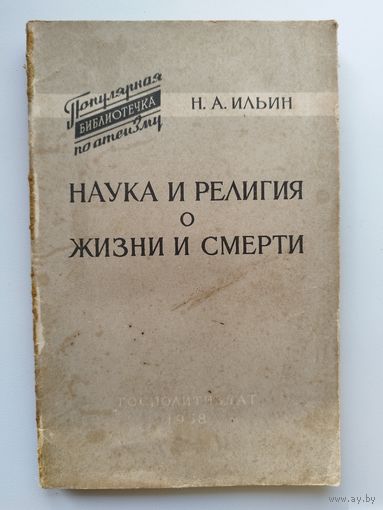 Популярная
БИБЛИОТЕЧКА
по атеизму
Н. А. ИЛЬИН
НАУКА И РЕЛИГИЯ
О
ЖИЗНИ И СМЕРТИ
ГОСПОЛИТИЗДАТ
1958
www.ay.by